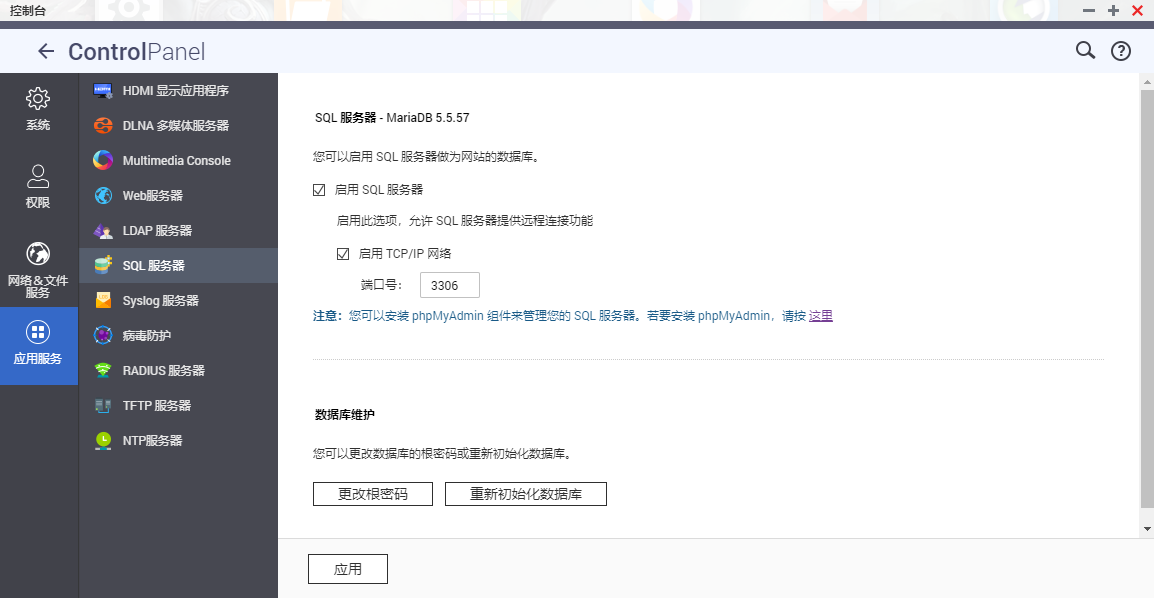 控制台
ControlPanel
系统
权限
网络&文件
服务
应用服务
HDMI 显示应用程序
DLNA 多媒体服务器
Multimedia Console
Web服务器
LDAP 服务器
SQL 服务器
Syslog 服务器
病毒防护
RADIUS 服务器
TFTP 服务器
NTP服务器
SQL 服务器 - MariaDB 5.5.57
您可以启用 SQL 服务器做为网站的数据库。
启用 SQL 服务器
启用此选项，允许 SQL 服务器提供远程连接功能
启用 TCP/IP 网络
端口号： 3306
注意：您可以安装 phpMyAdmin 组件来管理您的 SQL 服务器。若要安装 phpMyAdmin，请按 这里
数据库维护
您可以更改数据库的根密码或重新初始化数据库。
更改根密码 重新初始化数据库
应用